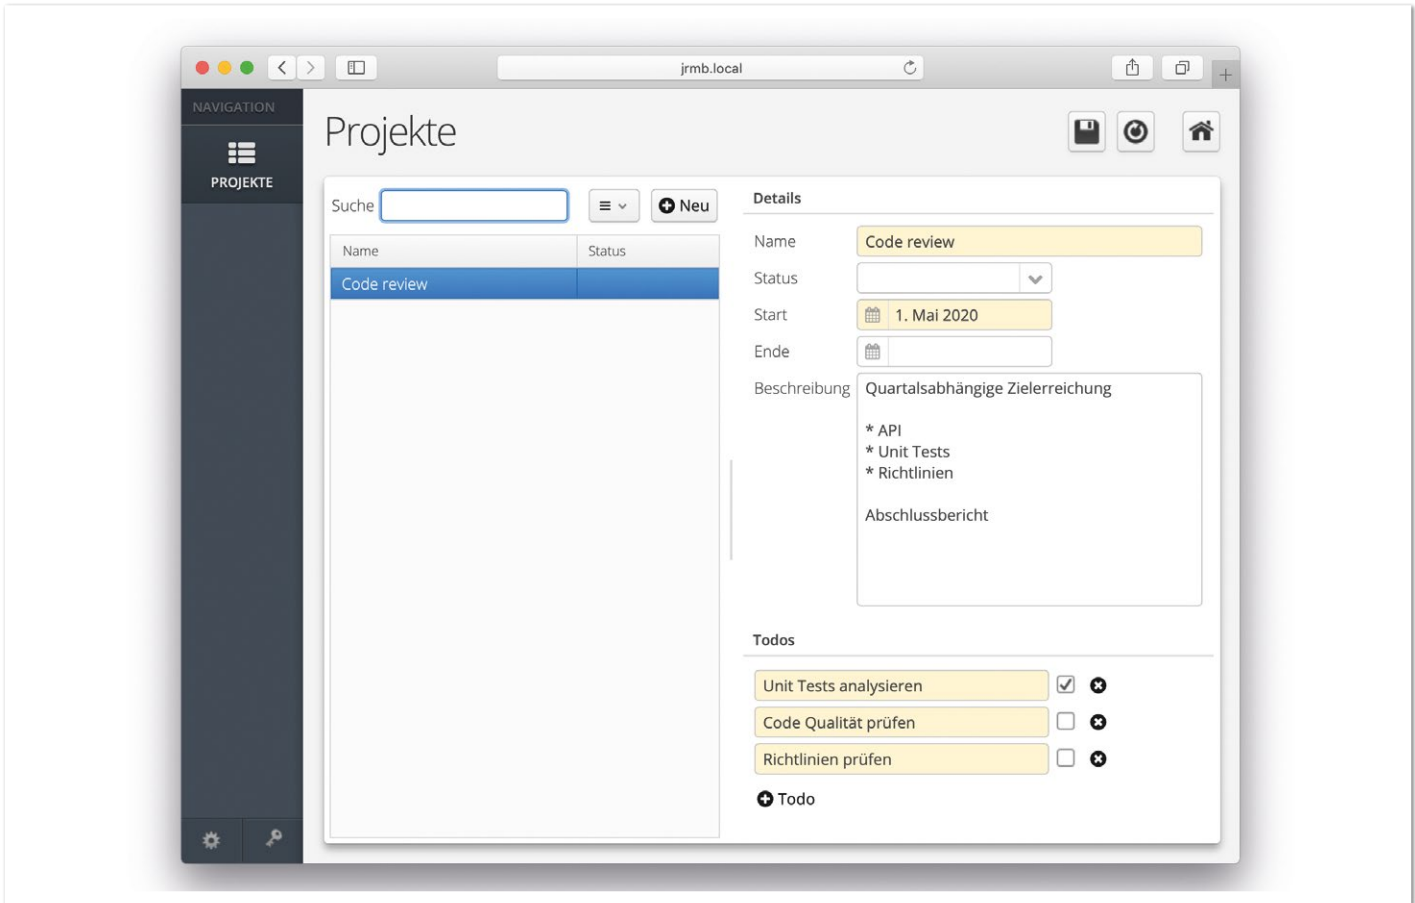 jrmb.local
NAVIGATION
PROJEKTE
Projekte
Suche
Neu
Name Status
Code review
Details
Name Code review
Status
Start 1. Mai 2020
Ende
Beschreibung Quartalsabhängige Zielerreichung
* API
* Unit Tests
* Richtlinien
Abschlussbericht
Todos
Unit Tests analysieren
Code Qualität prüfen
Richtlinien prüfen
Todo